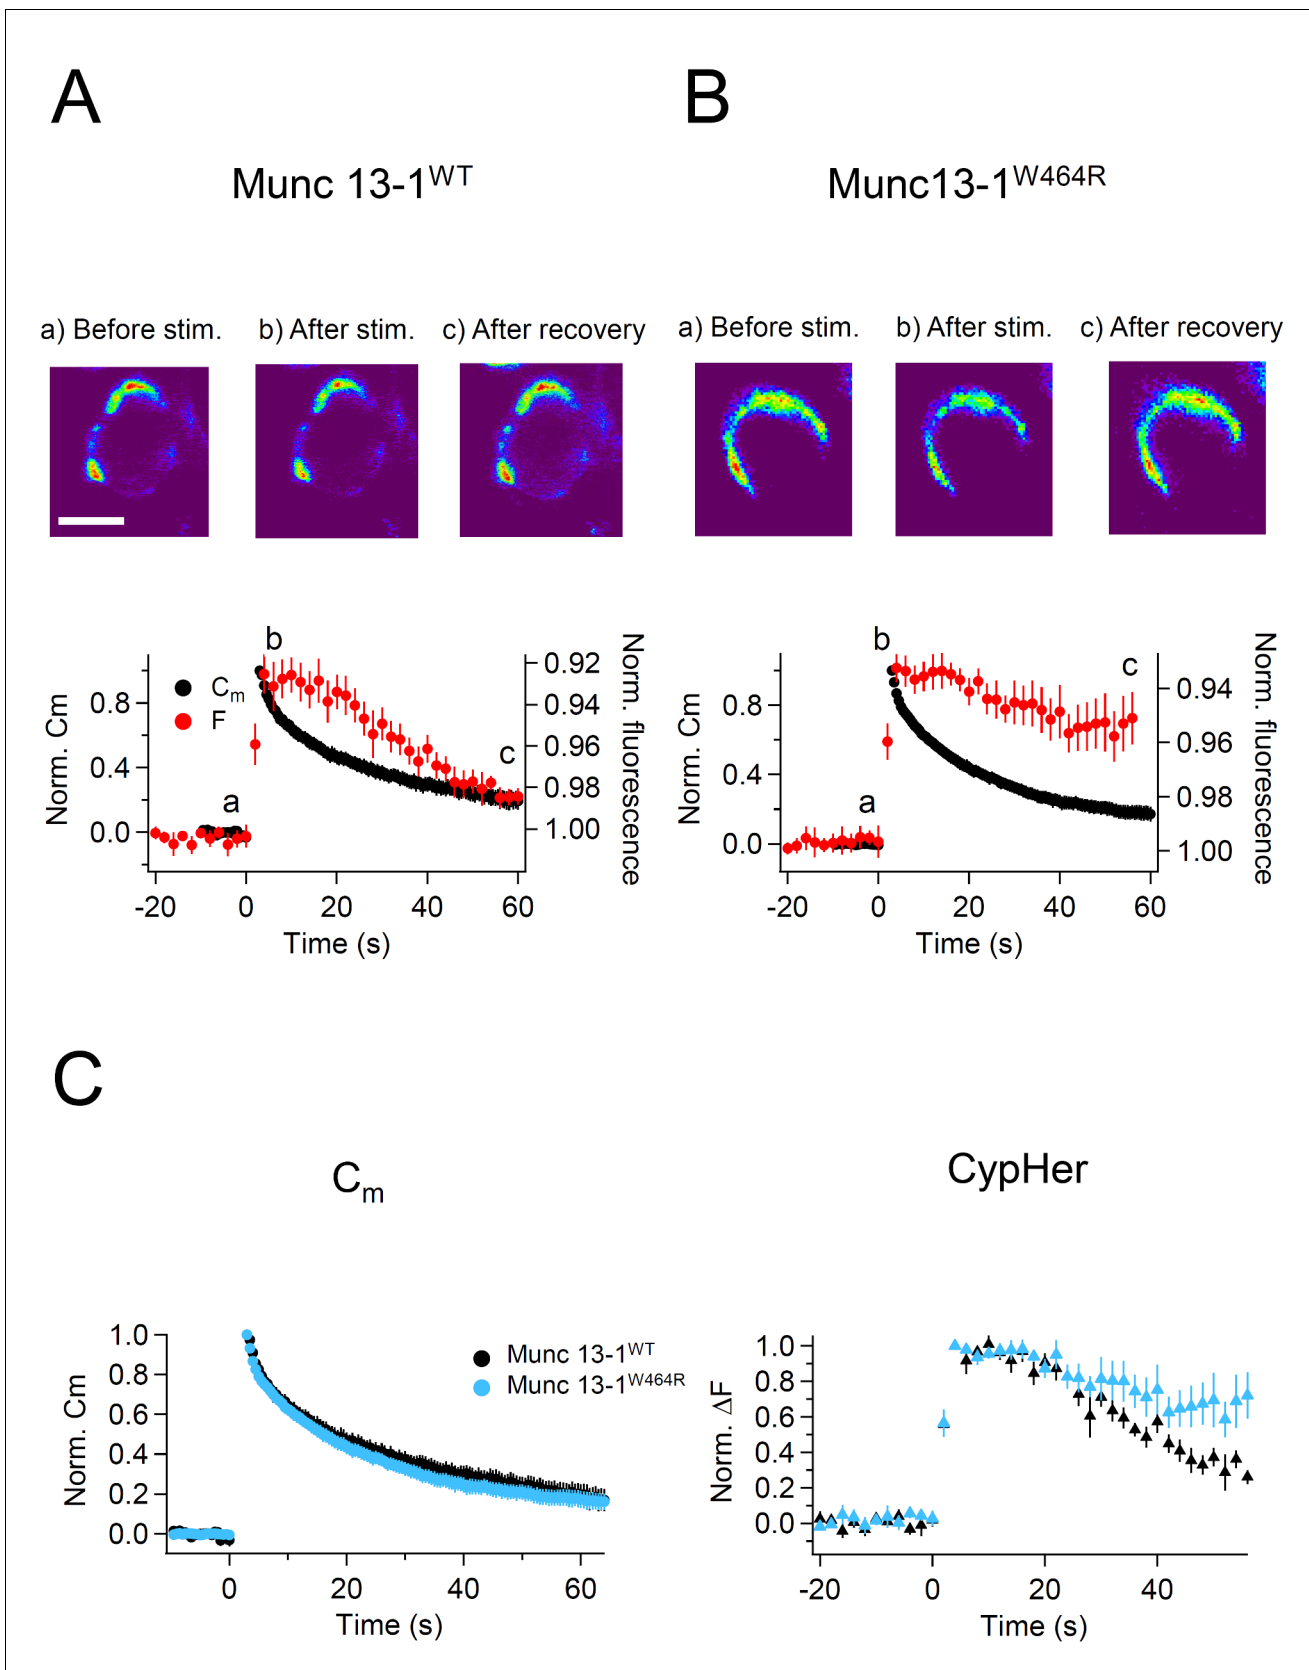 A
B
Munc 13-1WT
Munc13-1W464R
a) Before stim.
b) After stim.
c) After recovery
a) Before stim.
b) After stim.
c) After recovery
b
0.8
0.4
0.0
Norm. Cm
Cm
F
a
c
0.92
0.94
0.96
0.98
1.00
Norm. fluorescence
-20
0
20
40
60
Time (s)
b
0.8
0.4
0.0
Norm. Cm
a
c
0.94
0.96
0.98
1.00
Norm. fluorescence
-20
0
20
40
60
Time (s)
C
Cm
CypHer
1.0
0.8
0.6
0.4
0.2
0.0
Norm. Cm
Munc 13-1WT
Munc 13-1W464R
0
20
40
60
Time (s)
1.0
0.8
0.6
0.4
0.2
0.0
Norm. ΔF
-20
0
20
40
Time (s)